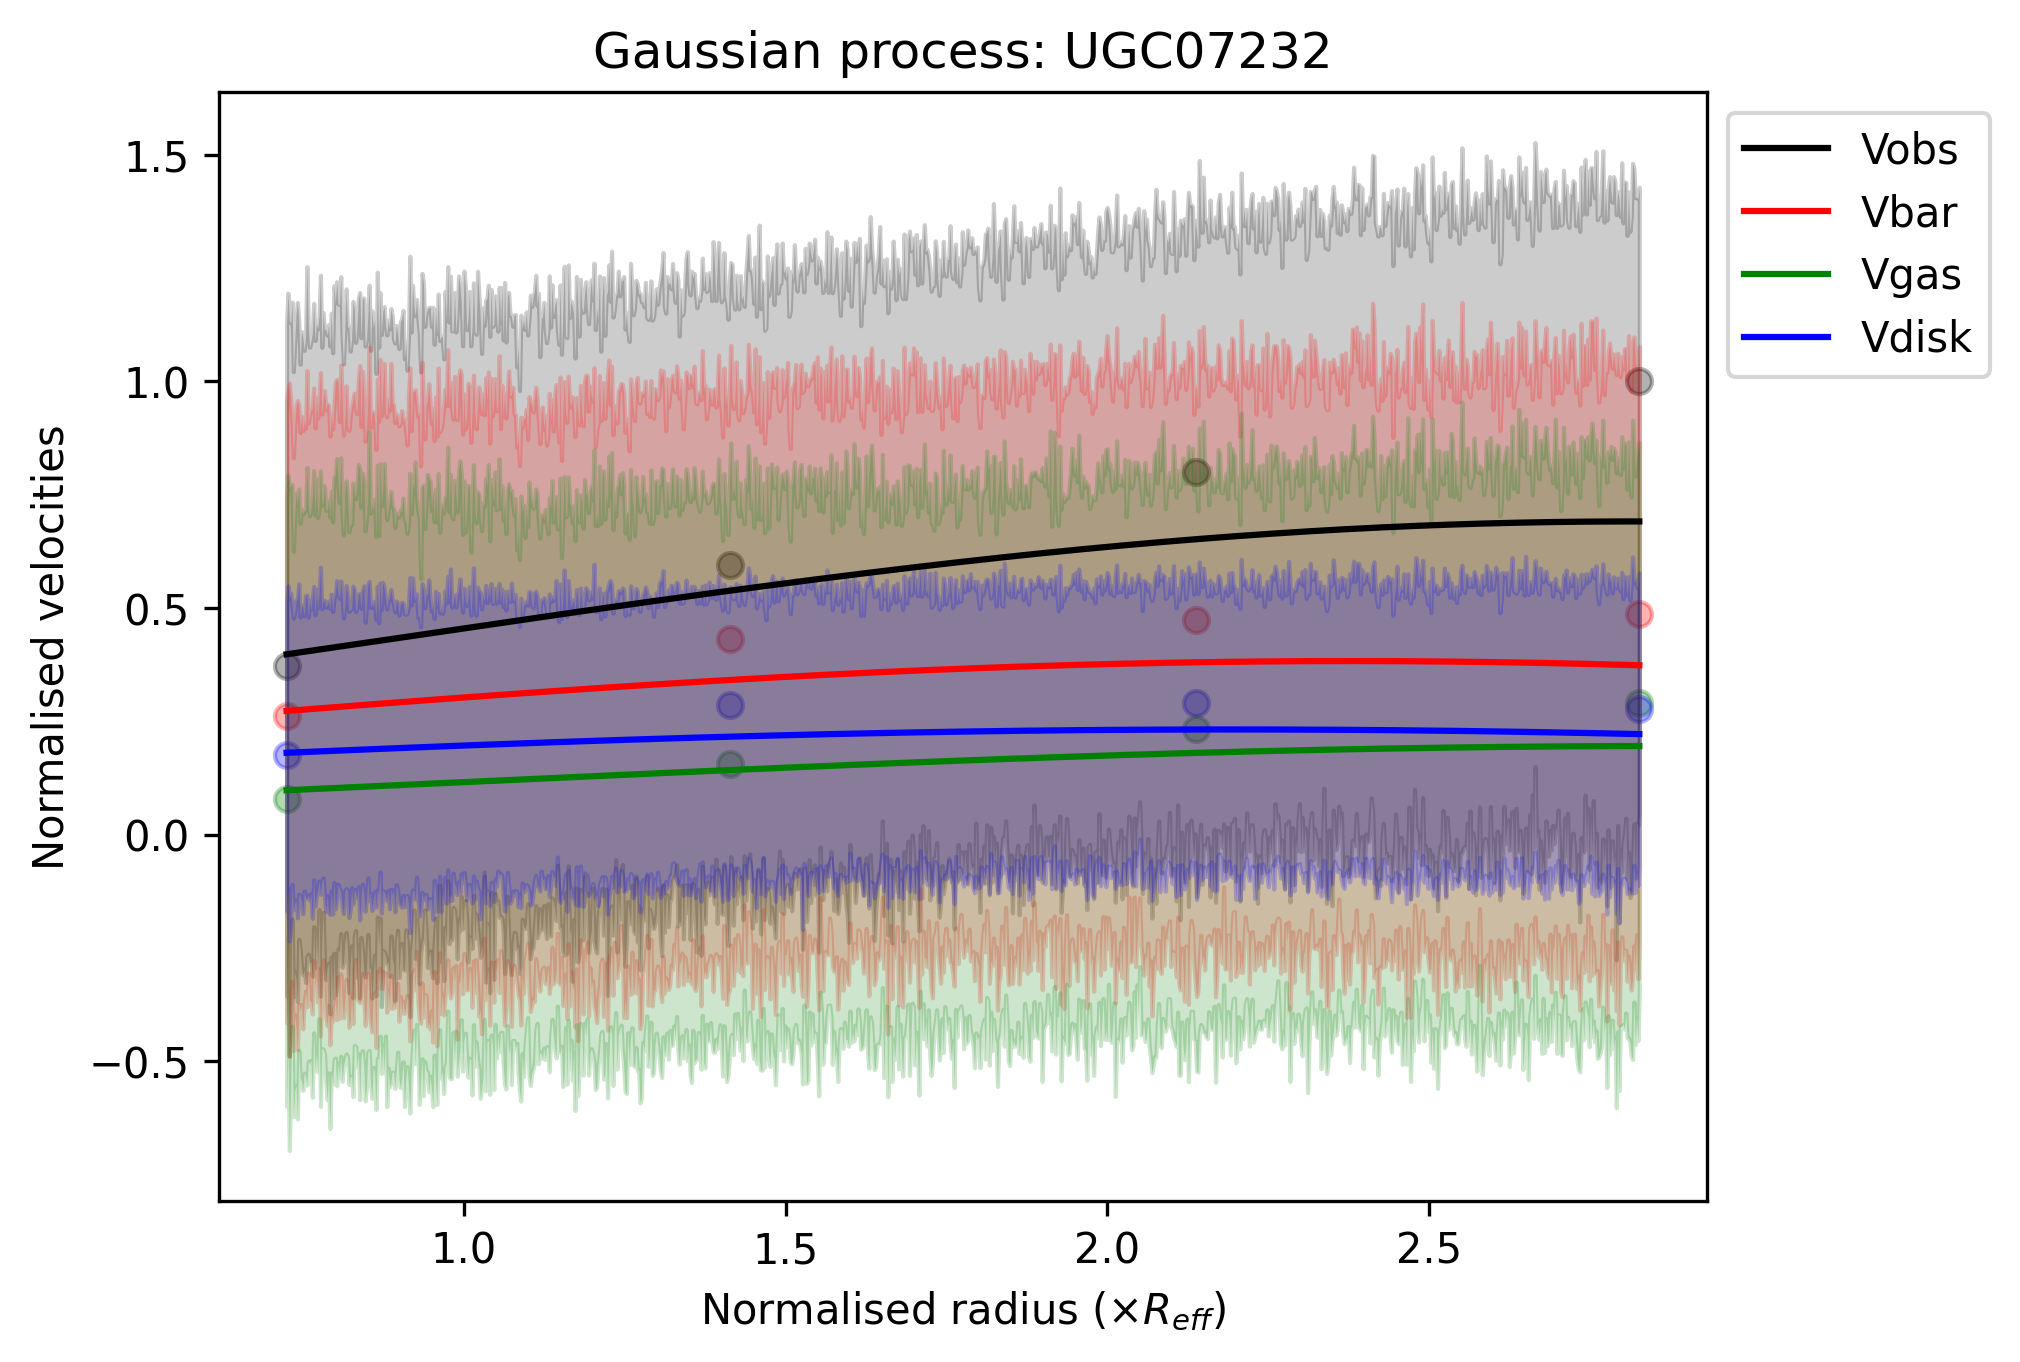 Gaussian process: UGC07232
Vobs
Vbar
Vgas
Vdisk
Normalised velocities
1.5
1.0
0.5
0.0
−0.5
1.0 1.5 2.0 2.5
Normalised radius (×R_eff)